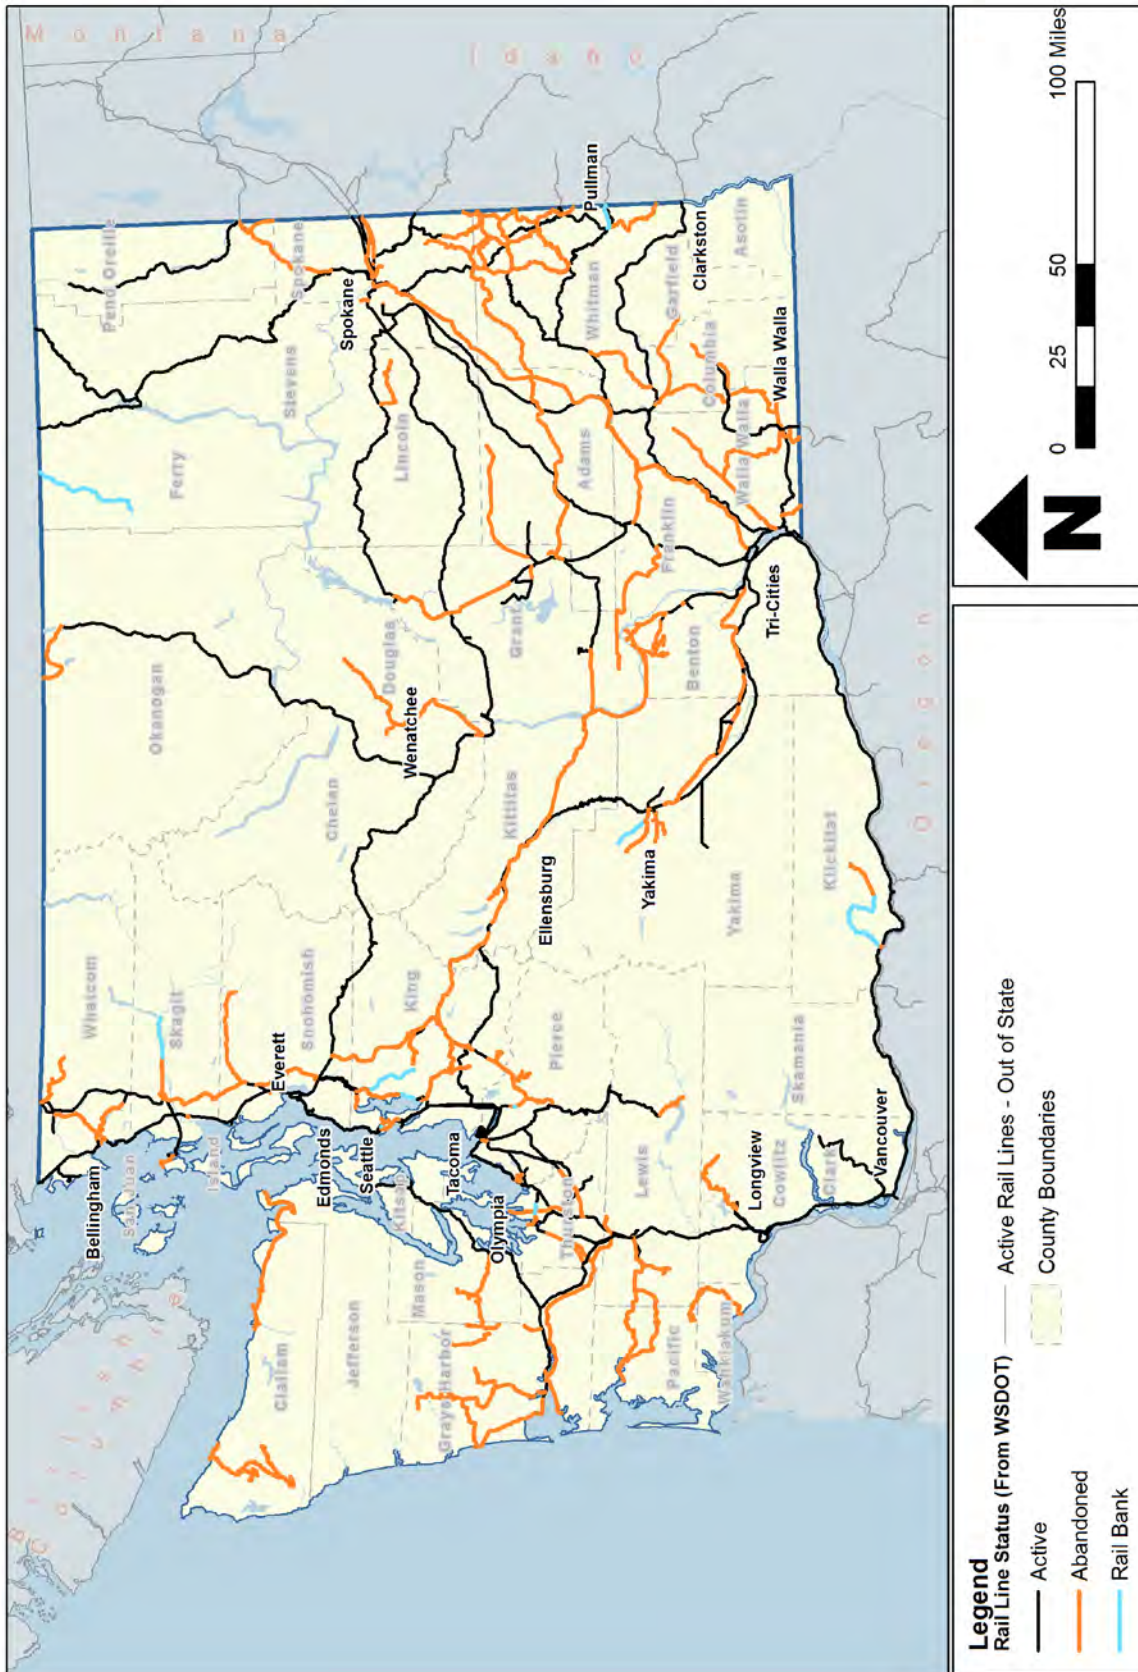 Montana
Idaho
British
Columbia
Oregon
Whatcom
Okanogan
Ferry
Pend Oreille
Stevens
San Juan
Skagit
Island
Snohomish
Chelan
Douglas
Lincoln
Spokane
Clallam
Jefferson
Kitsap
King
Mason
Grays Harbor
Kittitas
Grant
Adams
Whitman
Pierce
Thurston
Pacific
Lewis
Yakima
Benton
Franklin
Walla Walla
Columbia
Garfield
Asotin
Wahkiakum
Cowlitz
Clark
Skamania
Klickitat
Bellingham
Everett
Edmonds
Seattle
Tacoma
Olympia
Wenatchee
Spokane
Ellensburg
Yakima
Pullman
Clarkston
Walla Walla
Tri-Cities
Longview
Vancouver
Legend
Rail Line Status (From WSDOT)
Active
Abandoned
Rail Bank
Active Rail Lines - Out of State
County Boundaries
N
0 25 50 100 Miles